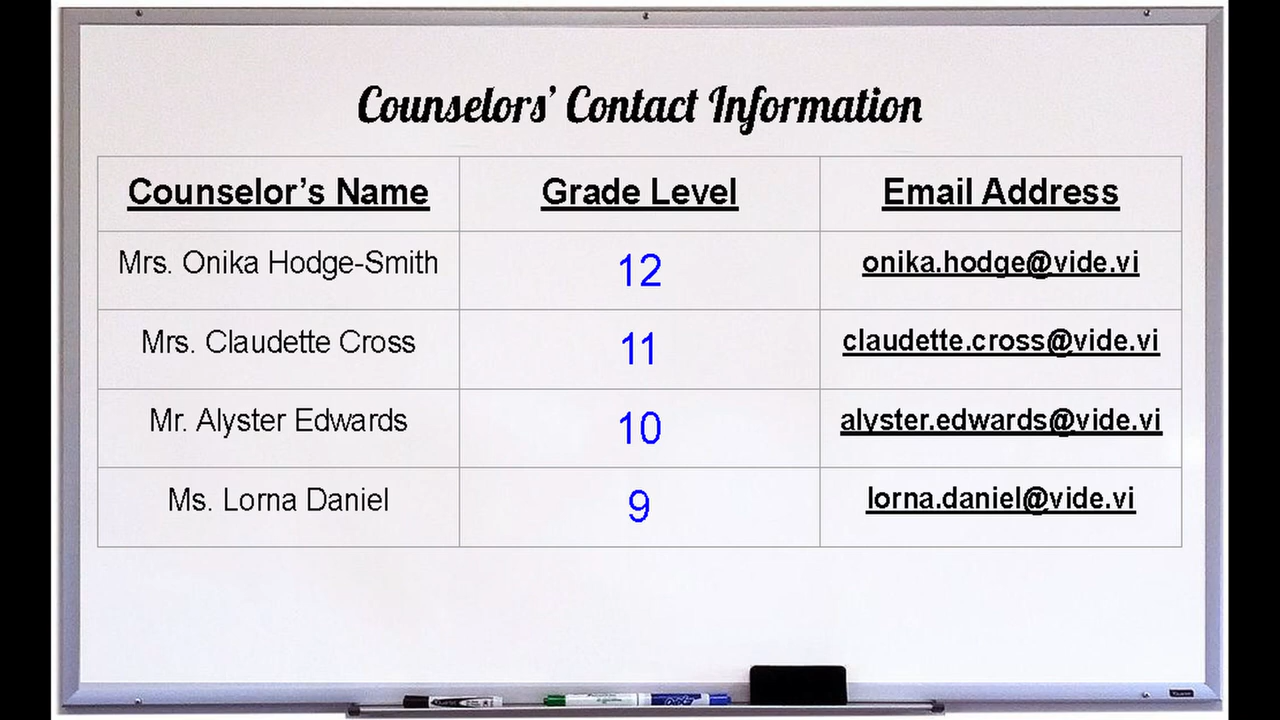 Counselors’ Contact Information
Counselor’s Name Grade Level Email Address
Mrs. Onika Hodge-Smith 12 onika.hodge@vide.vi
Mrs. Claudette Cross 11 claudette.cross@vide.vi
Mr. Alyster Edwards 10 alyster.edwards@vide.vi
Ms. Lorna Daniel 9 lorna.daniel@vide.vi